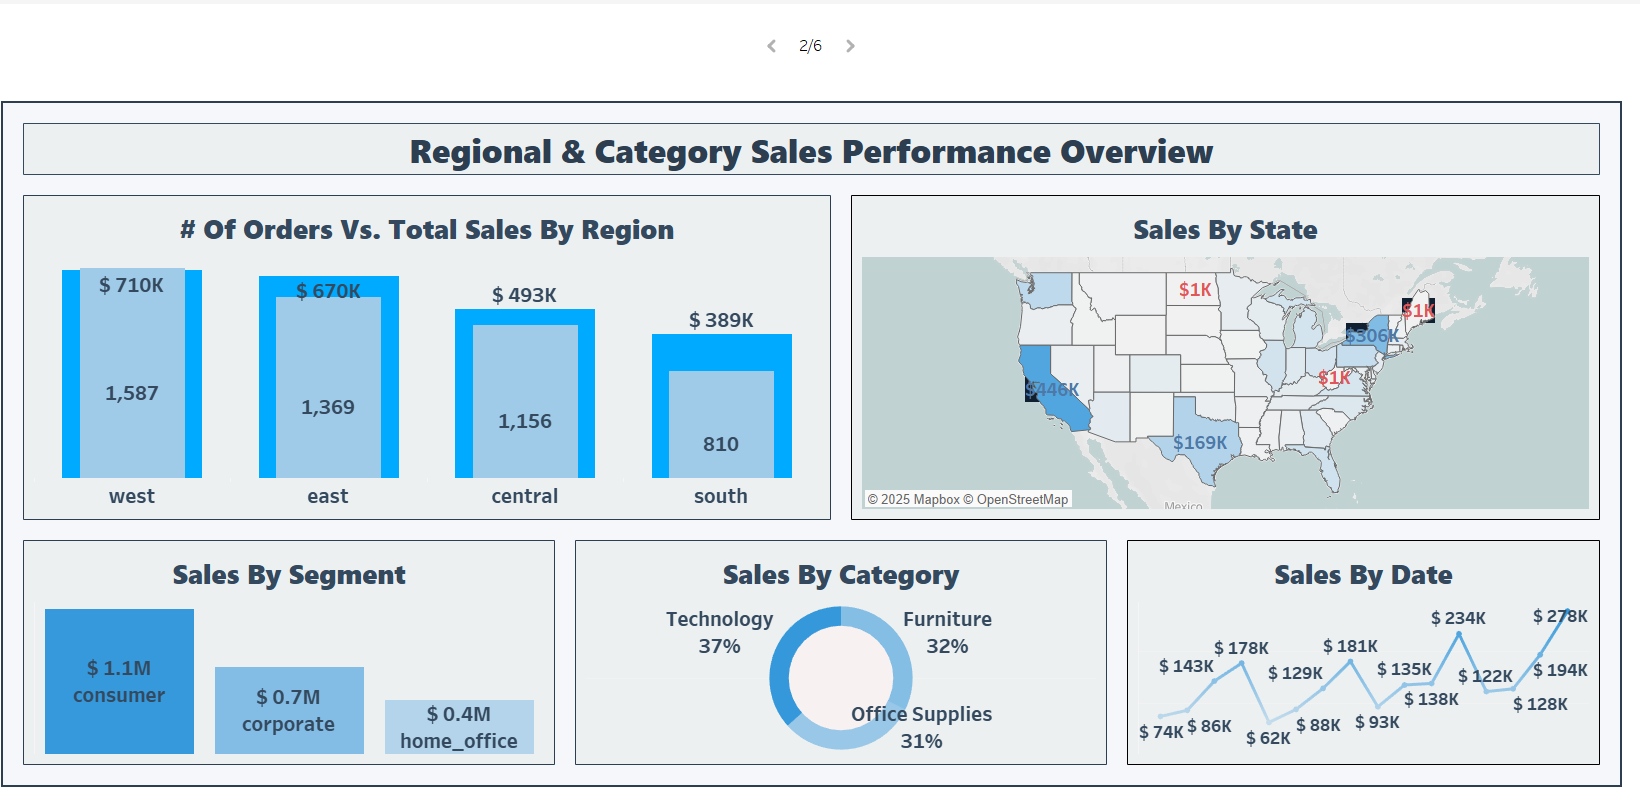 2/6
Regional & Category Sales Performance Overview
# Of Orders Vs. Total Sales By Region
$ 710K
$ 670K
$ 493K
$ 389K
1,587
1,369
1,156
810
west
east
central
south
Sales By State
$1K
$1K
$306K
$1K
$446K
$169K
© 2025 Mapbox © OpenStreetMap
Mexico
Sales By Segment
$ 1.1M
consumer
$ 0.7M
corporate
$ 0.4M
home_office
Sales By Category
Technology
37%
Furniture
32%
Office Supplies
31%
Sales By Date
$ 74K
$ 86K
$ 143K
$ 178K
$ 62K
$ 88K
$ 129K
$ 181K
$ 93K
$ 135K
$ 138K
$ 234K
$ 122K
$ 128K
$ 194K
$ 278K